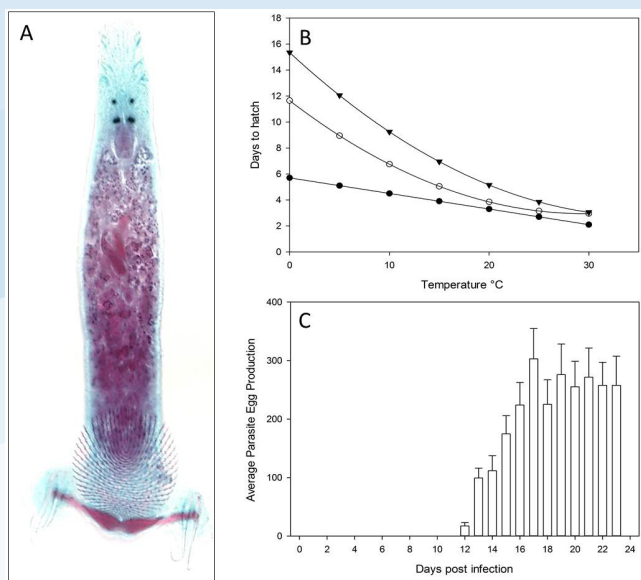 A
B
Days to hatch
18
16
14
12
10
8
6
4
2
0
0 10 20 30
Temperature °C
C
Average Parasite Egg Production
400
300
200
100
0
0 2 4 6 8 10 12 14 16 18 20 22 24
Days post infection